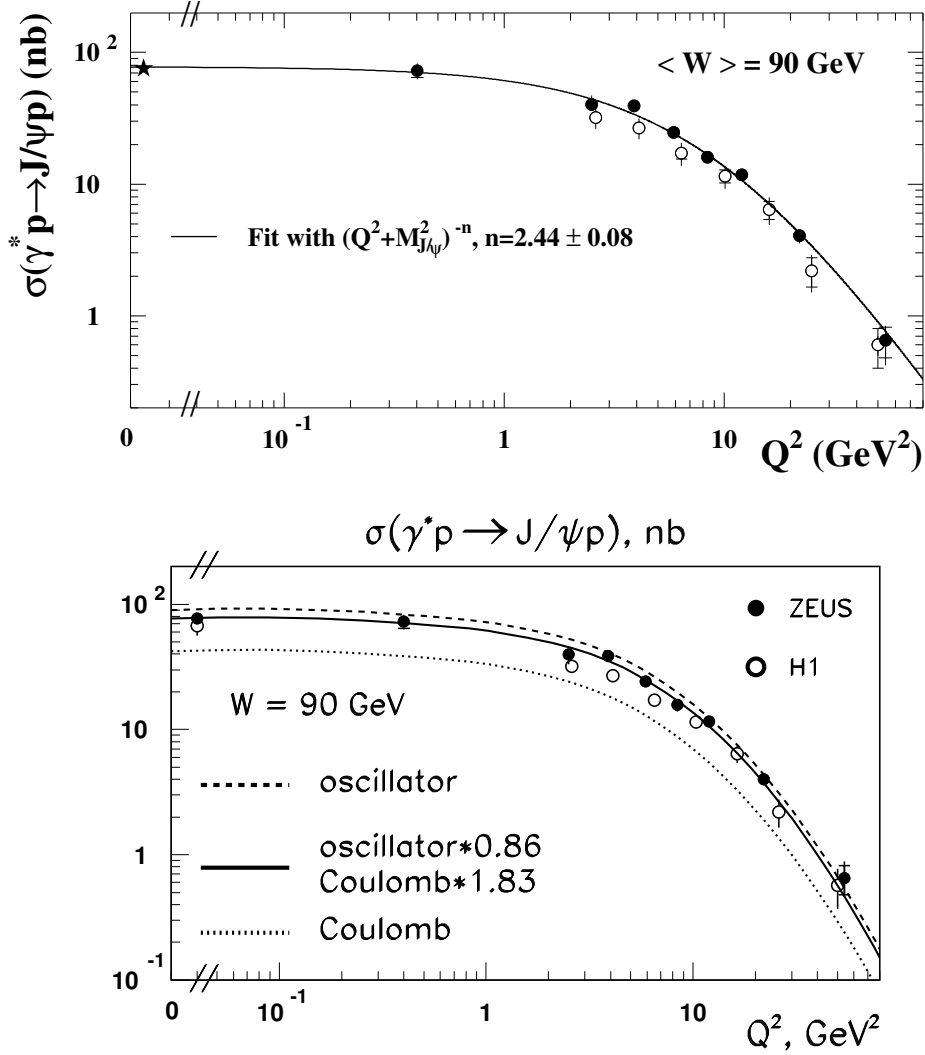 σ(γ* p→J/ψp) (nb)
10²
< W > = 90 GeV
10
Fit with (Q²+M²J/ψ)⁻ⁿ, n=2.44 ± 0.08
1
0 10⁻¹ 1 10
Q² (GeV²)
σ(γ*p → J/ψp), nb
10²
ZEUS
H1
W = 90 GeV
10
oscillator
1
oscillator*0.86
Coulomb*1.83
Coulomb
10⁻¹
0 10⁻¹ 1 10
Q², GeV²